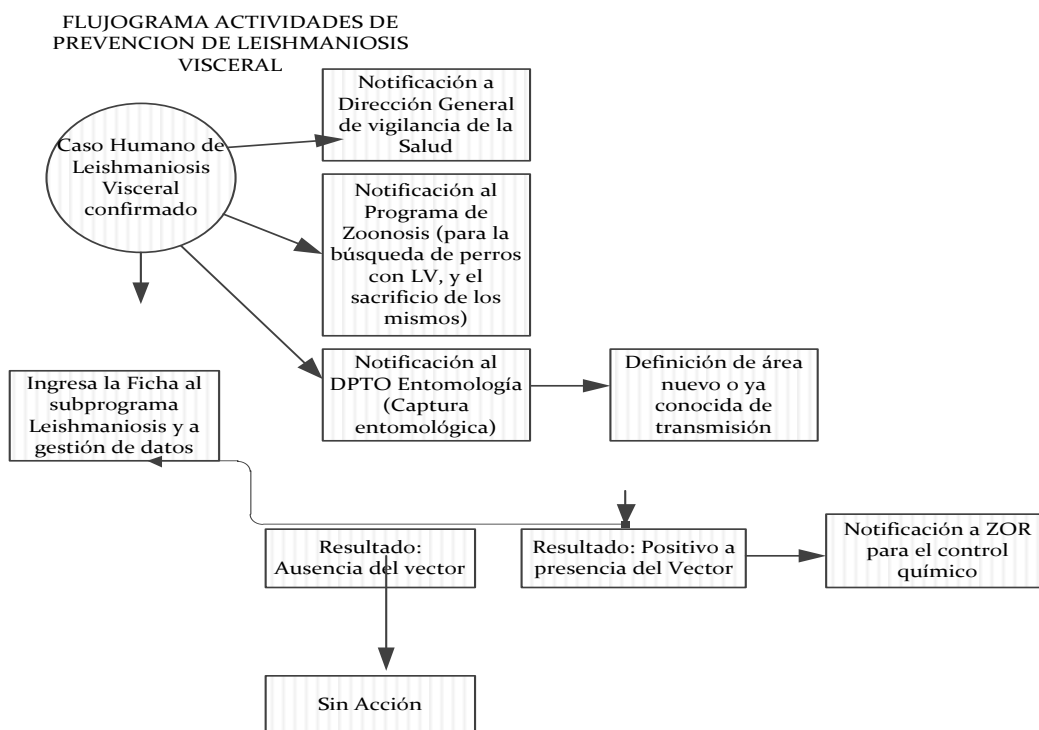 FLUJOGRAMA ACTIVIDADES DE
PREVENCION DE LEISHMANIOSIS
VISCERAL
Notificación a
Dirección General
de vigilancia de la
Salud
Caso Humano de
Leishmaniosis
Visceral
confirmado
Notificación al
Programa de
Zoonosis (para la
búsqueda de perros
con LV, y el
sacrificio de los
mismos)
Notificación al
DPTO Entomología
(Captura
entomológica)
Definición de área
nuevo o ya
conocida de
transmisión
Ingresa la Ficha al
subprograma
Leishmaniosis y a
gestión de datos
Resultado:
Ausencia del vector
Resultado: Positivo a
presencia del Vector
Notificación a ZOR
para el control
químico
Sin Acción